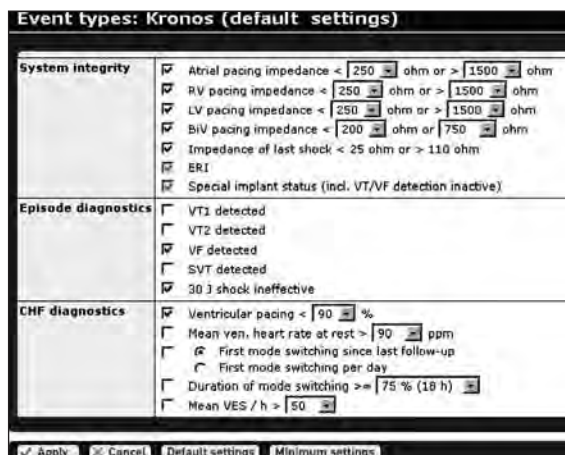 Event types: Kronos (default settings)
System integrity
Atrial pacing impedance < 250 ohm or > 1500 ohm
RV pacing impedance < 250 ohm or > 1500 ohm
LV pacing impedance < 250 ohm or > 1500 ohm
BiV pacing impedance < 200 ohm or 750 ohm
Impedance of last shock < 25 ohm or > 110 ohm
ERI
Special implant status (incl. VT/VF detection inactive)
Episode diagnostics
VT1 detected
VT2 detected
VF detected
SVT detected
30 J shock ineffective
CHF diagnostics
Ventricular pacing < 90 %
Mean ven. heart rate at rest > 90 ppm
First mode switching since last follow-up
First mode switching per day
Duration of mode switching >= 75 % (18 h)
Mean VES / h > 50
Apply Cancel Default settings Minimum settings